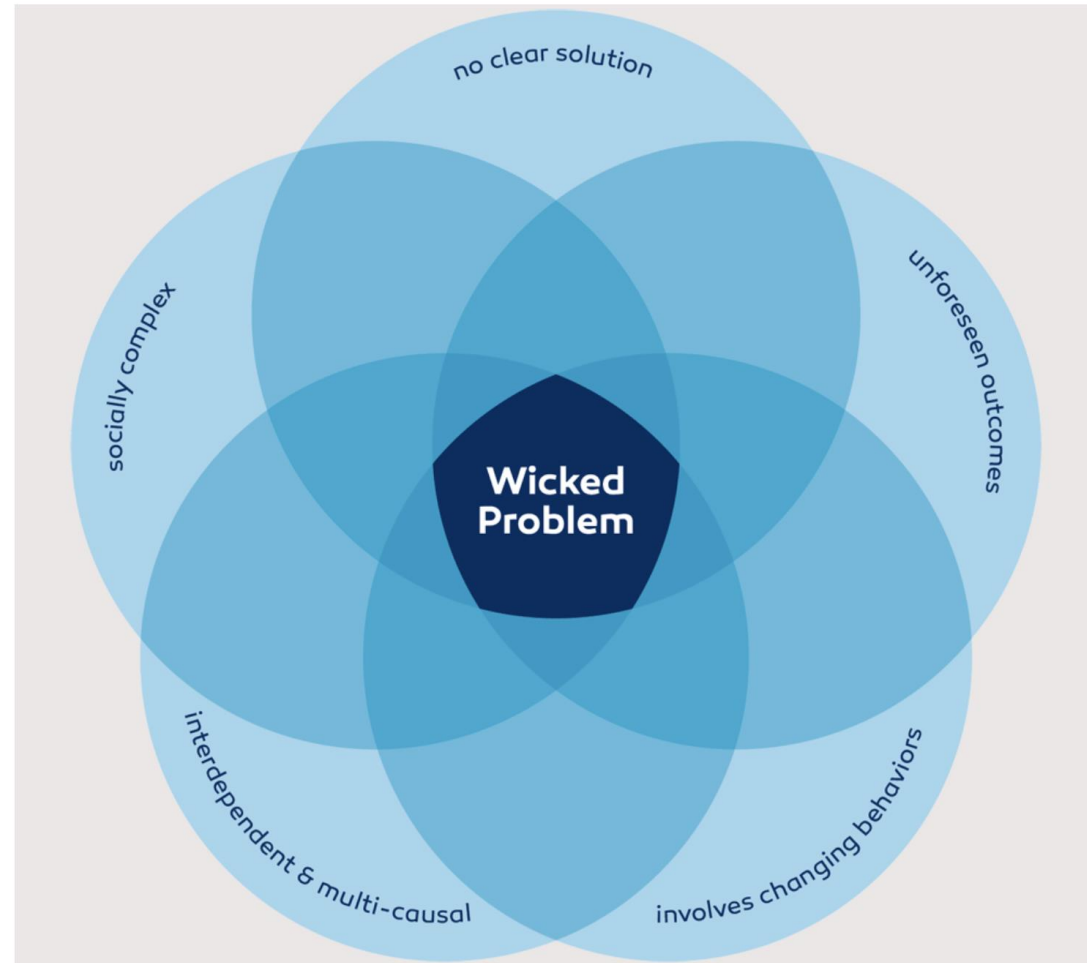 no clear solution
unforeseen outcomes
socially complex
Wicked
Problem
interdependent & multi-causal
involves changing behaviors